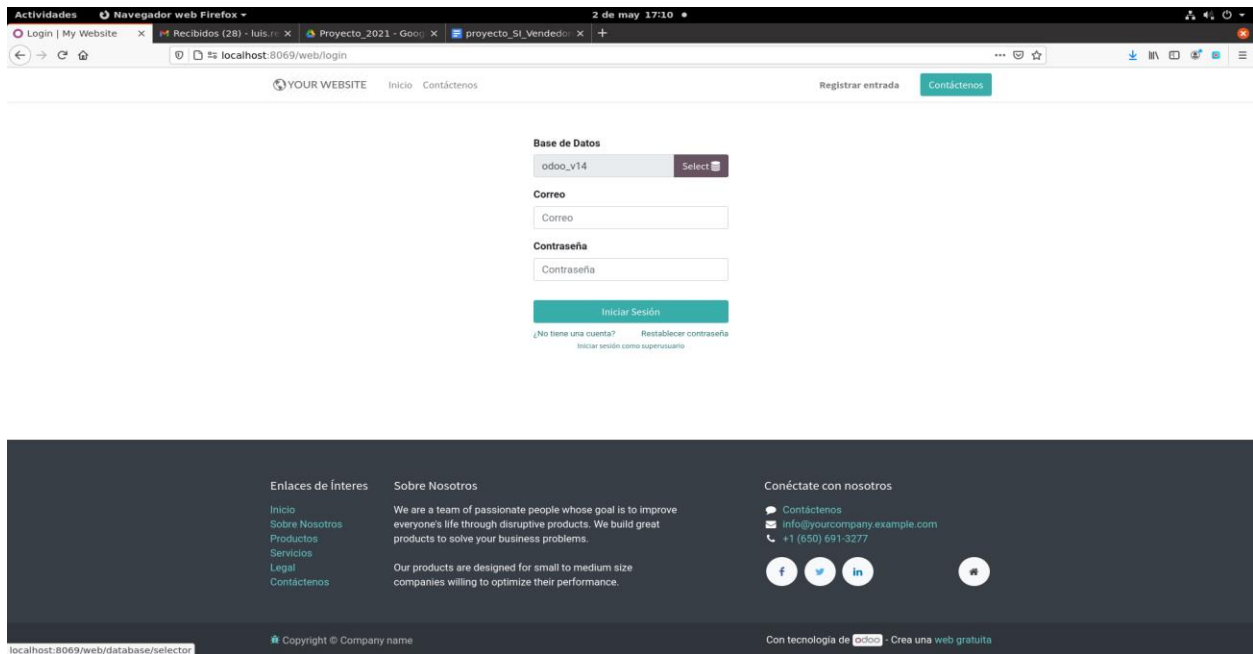 Actividades Navegador web Firefox 2 de may 17:10
Login | My Website Recibidos (28) - luis.re Proyecto_2021 - Goog proyecto_SI_Vendedor
localhost:8069/web/login
YOUR WEBSITE Inicio Contáctenos Registrar entrada Contáctenos
Base de Datos
odoo_v14 Select
Correo
Correo
Contraseña
Contraseña
Iniciar Sesión
¿No tiene una cuenta? Restablecer contraseña
Iniciar sesión como superusuario
Enlaces de Ínteres
Inicio
Sobre Nosotros
Productos
Servicios
Legal
Contáctenos
Sobre Nosotros
We are a team of passionate people whose goal is to improve
everyone's life through disruptive products. We build great
products to solve your business problems.
Our products are designed for small to medium size
companies willing to optimize their performance.
Conéctate con nosotros
Contáctenos
info@yourcompany.example.com
+1 (650) 691-3277
Copyright © Company name Con tecnología de odoo - Crea una web gratuita
localhost:8069/web/database/selector